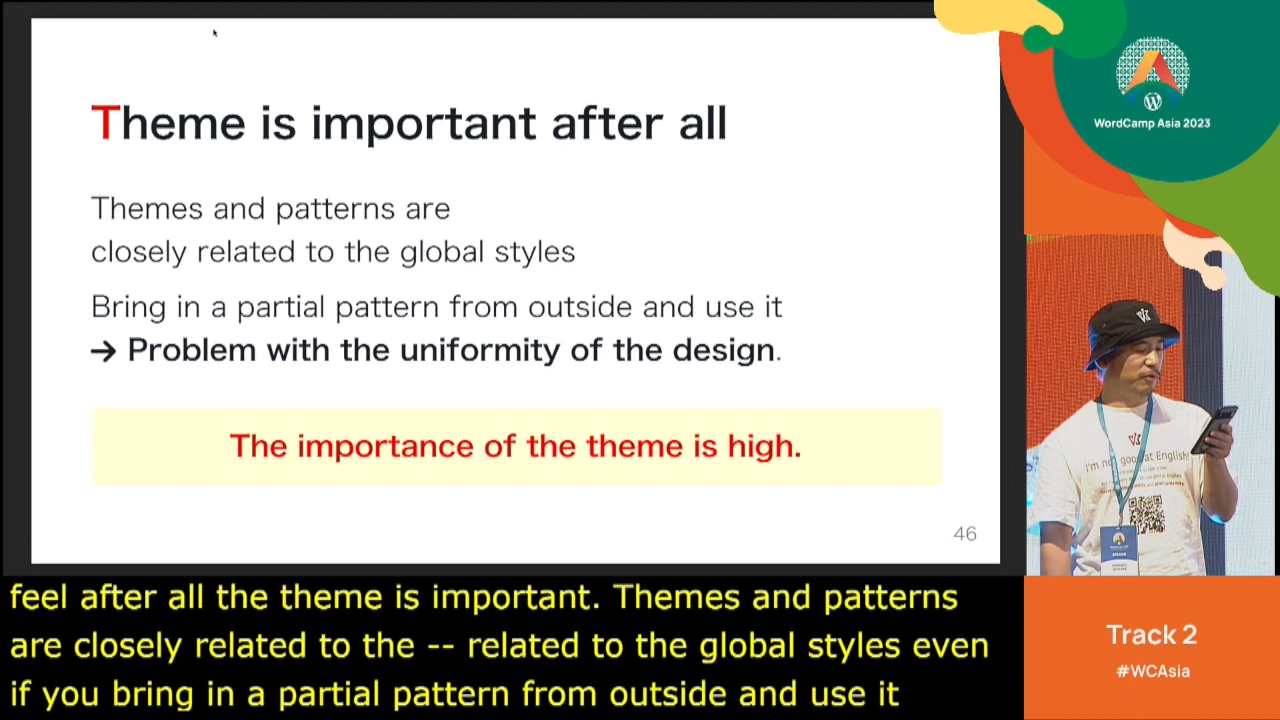 Theme is important after all
Themes and patterns are
closely related to the global styles
Bring in a partial pattern from outside and use it
→ Problem with the uniformity of the design.
The importance of the theme is high.
46
WordCamp Asia 2023
I'm not good at English!
feel after all the theme is important. Themes and patterns
are closely related to the -- related to the global styles even
if you bring in a partial pattern from outside and use it
Track 2
#WCAsia